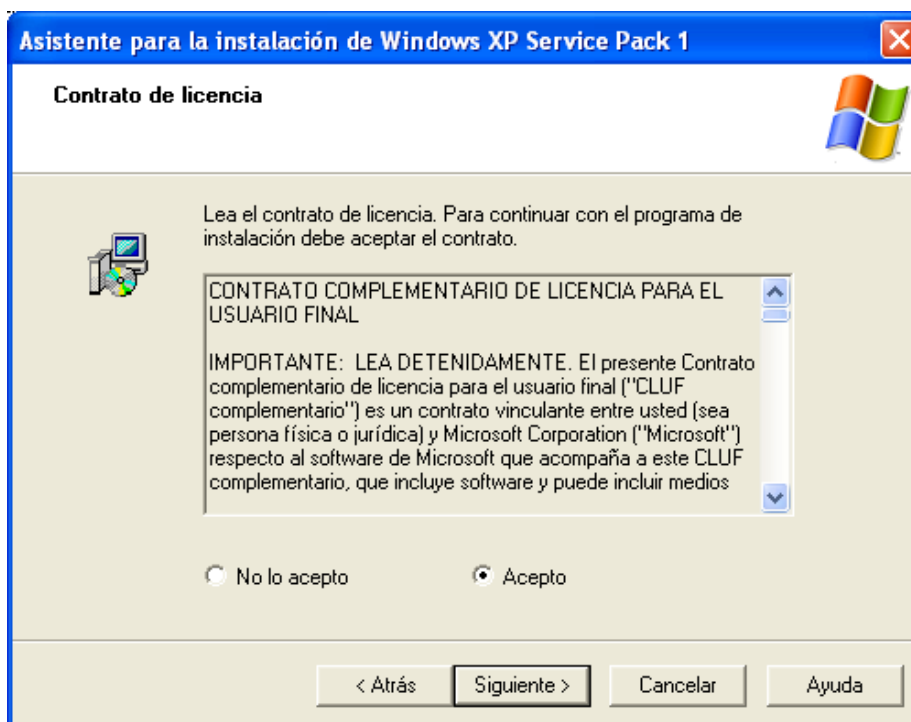 Asistente para la instalación de Windows XP Service Pack 1
Contrato de licencia
Lea el contrato de licencia. Para continuar con el programa de
instalación debe aceptar el contrato.
CONTRATO COMPLEMENTARIO DE LICENCIA PARA EL
USUARIO FINAL
IMPORTANTE: LEA DETENIDAMENTE. El presente Contrato
complementario de licencia para el usuario final ("CLUF
complementario") es un contrato vinculante entre usted (sea
persona física o jurídica) y Microsoft Corporation ("Microsoft")
respecto al software de Microsoft que acompaña a este CLUF
complementario, que incluye software y puede incluir medios
No lo acepto
Acepto
< Atrás
Siguiente >
Cancelar
Ayuda